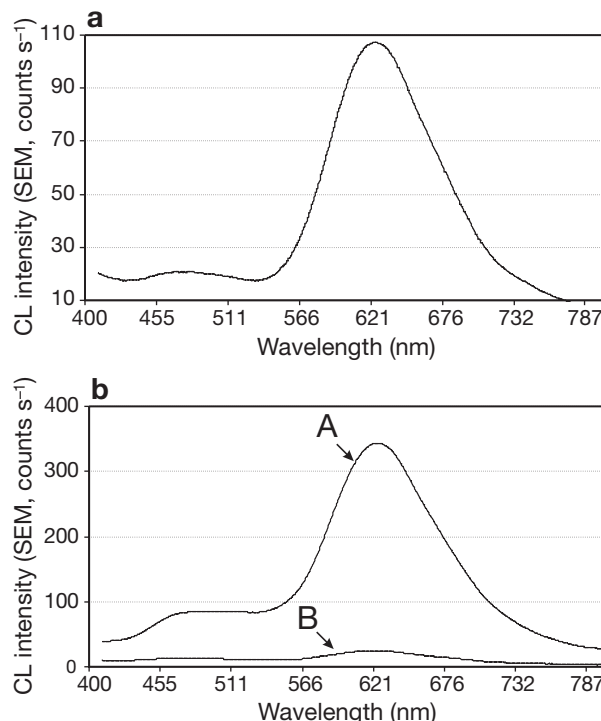 a
CL intensity (SEM, counts s⁻¹)
110
90
70
50
30
10
400 455 511 566 621 676 732 787
Wavelength (nm)
b
CL intensity (SEM, counts s⁻¹)
400
300
200
100
0
A
B
400 455 511 566 621 676 732 787
Wavelength (nm)